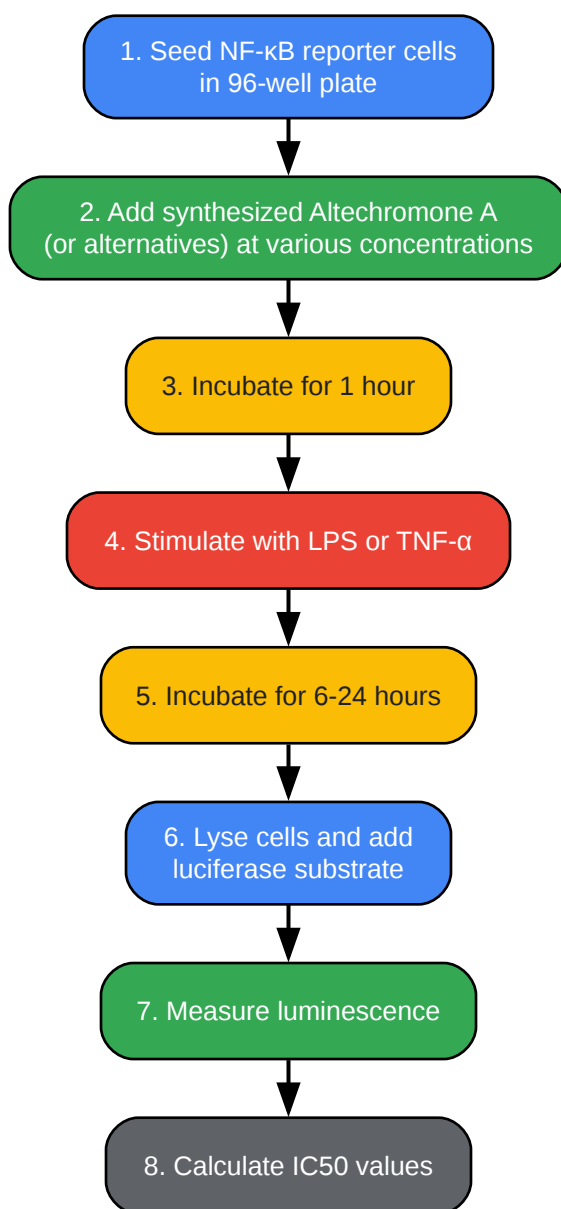 1. Seed NF-κB reporter cells
in 96-well plate
2. Add synthesized Altechromone A
(or alternatives) at various concentrations
3. Incubate for 1 hour
4. Stimulate with LPS or TNF-α
5. Incubate for 6-24 hours
6. Lyse cells and add
luciferase substrate
7. Measure luminescence
8. Calculate IC50 values